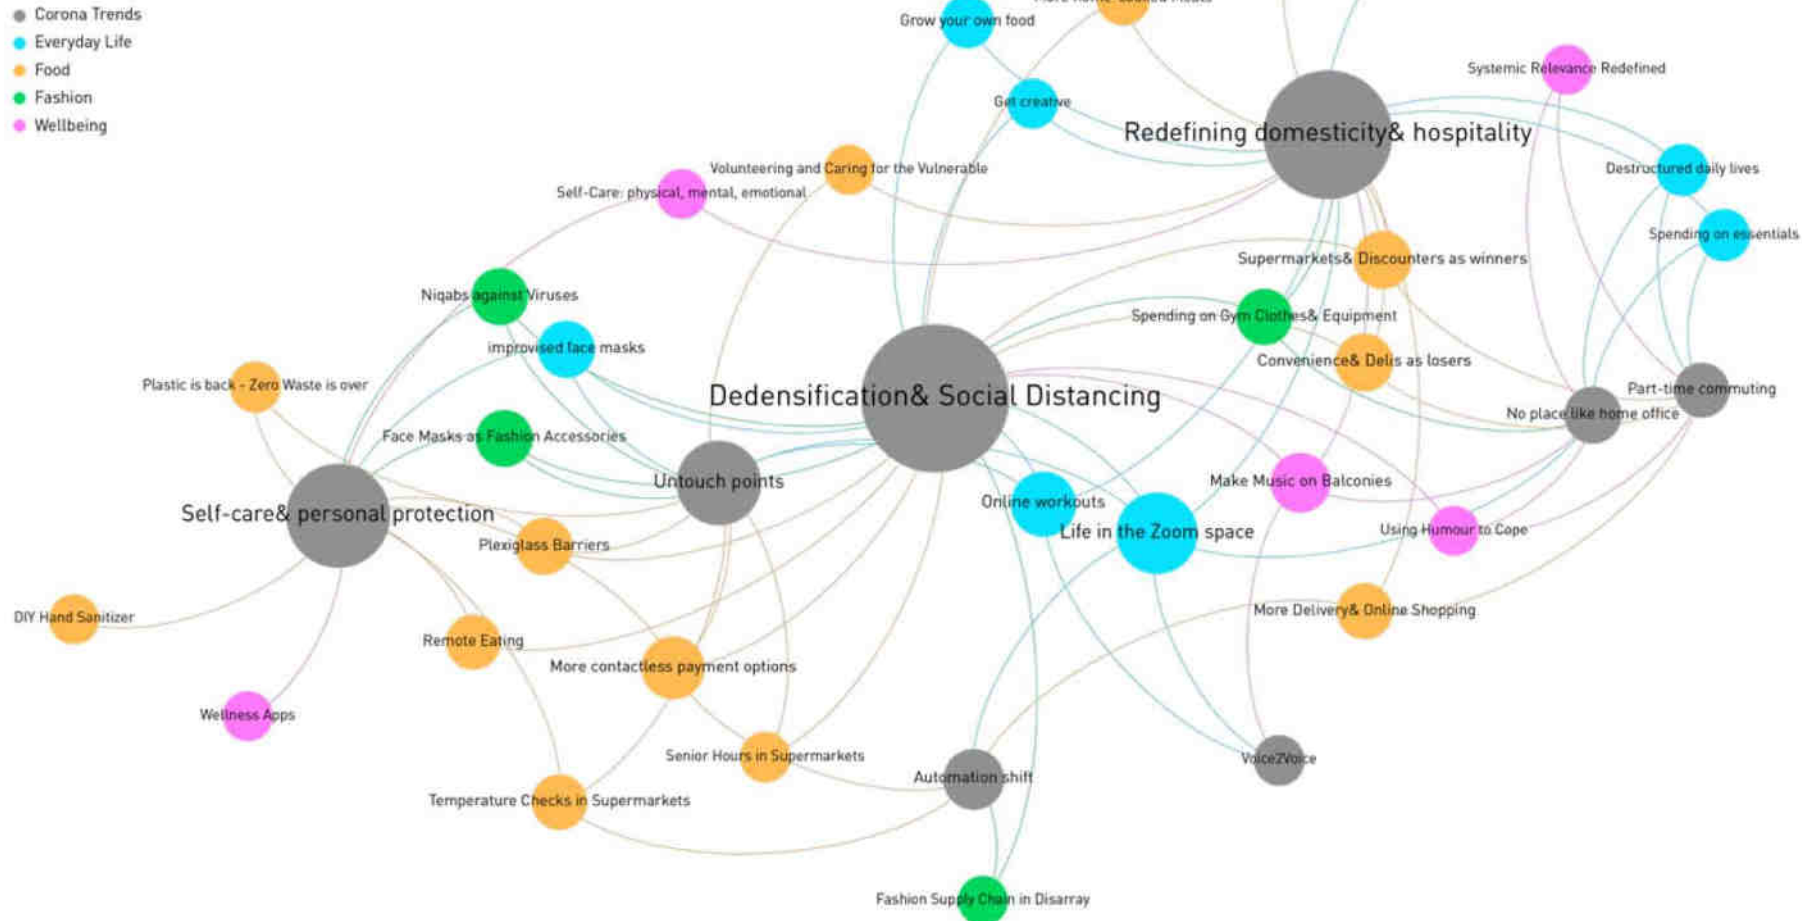 Corona Trends
Everyday Life
Food
Fashion
Wellbeing
More home-cooked Meals
Grow your own food
Systemic Relevance Redefined
Get creative
Redefining domesticity& hospitality
Volunteering and Caring for the Vulnerable
Destructured daily lives
Self-Care: physical, mental, emotional
Spending on essentials
Supermarkets& Discounters as winners
Niqabs against Viruses
Spending on Gym Clothes& Equipment
improvised face masks
Convenience& Delis as losers
Plastic is back - Zero Waste is over
Part-time commuting
Dedensification& Social Distancing
No place like home office
Face Masks as Fashion Accessories
Untouch points
Make Music on Balconies
Online workouts
Self-care& personal protection
Using Humour to Cope
Life in the Zoom space
Plexiglass Barriers
More Delivery& Online Shopping
DIY Hand Sanitizer
Remote Eating
More contactless payment options
Wellness Apps
Senior Hours in Supermarkets
Voice2Voice
Automation shift
Temperature Checks in Supermarkets
Fashion Supply Chain in Disarray